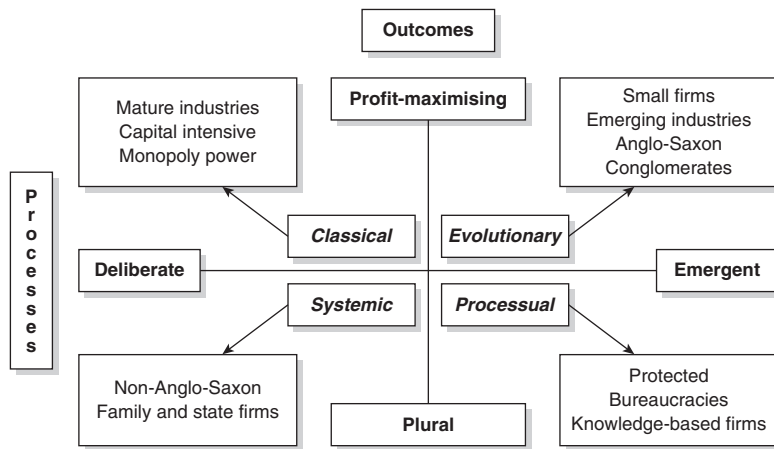 Outcomes
Mature industries
Capital intensive
Monopoly power
Profit-maximising
Small firms
Emerging industries
Anglo-Saxon
Conglomerates
Processes
Classical
Evolutionary
Deliberate
Emergent
Systemic
Processual
Non-Anglo-Saxon
Family and state firms
Plural
Protected
Bureaucracies
Knowledge-based firms